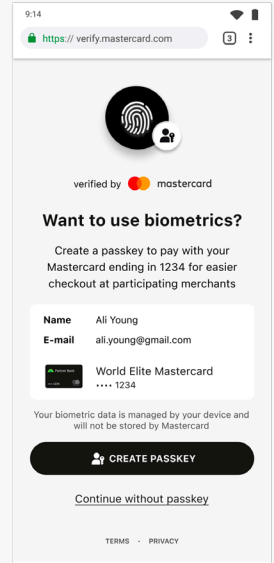 9:14
https:// verify.mastercard.com
3
verified by mastercard
Want to use biometrics?
Create a passkey to pay with your
Mastercard ending in 1234 for easier
checkout at participating merchants
Name Ali Young
E-mail ali.young@gmail.com
Partner Bank
World Elite Mastercard
•••• 1234
Your biometric data is managed by your device and
will not be stored by Mastercard
CREATE PASSKEY
Continue without passkey
TERMS - PRIVACY